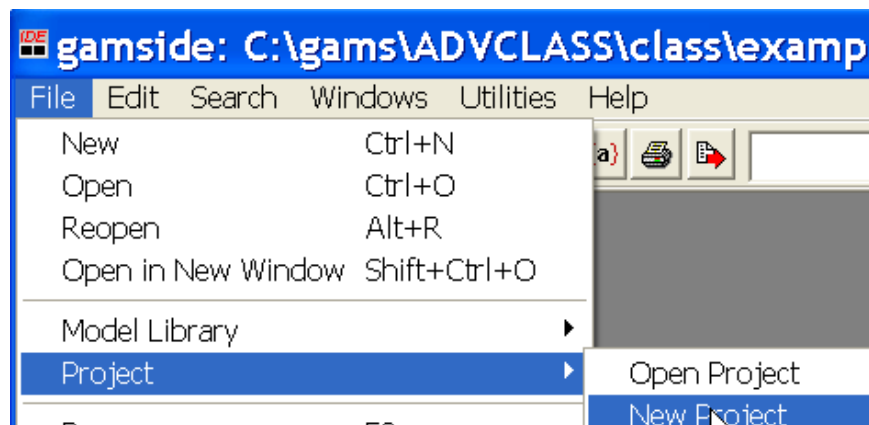 IDE gamside: C:\gams\ADVCLASS\class\examp
File Edit Search Windows Utilities Help
New Ctrl+N
{a}
Open Ctrl+O
Reopen Alt+R
Open in New Window Shift+Ctrl+O
Model Library
Project
Open Project
New Project